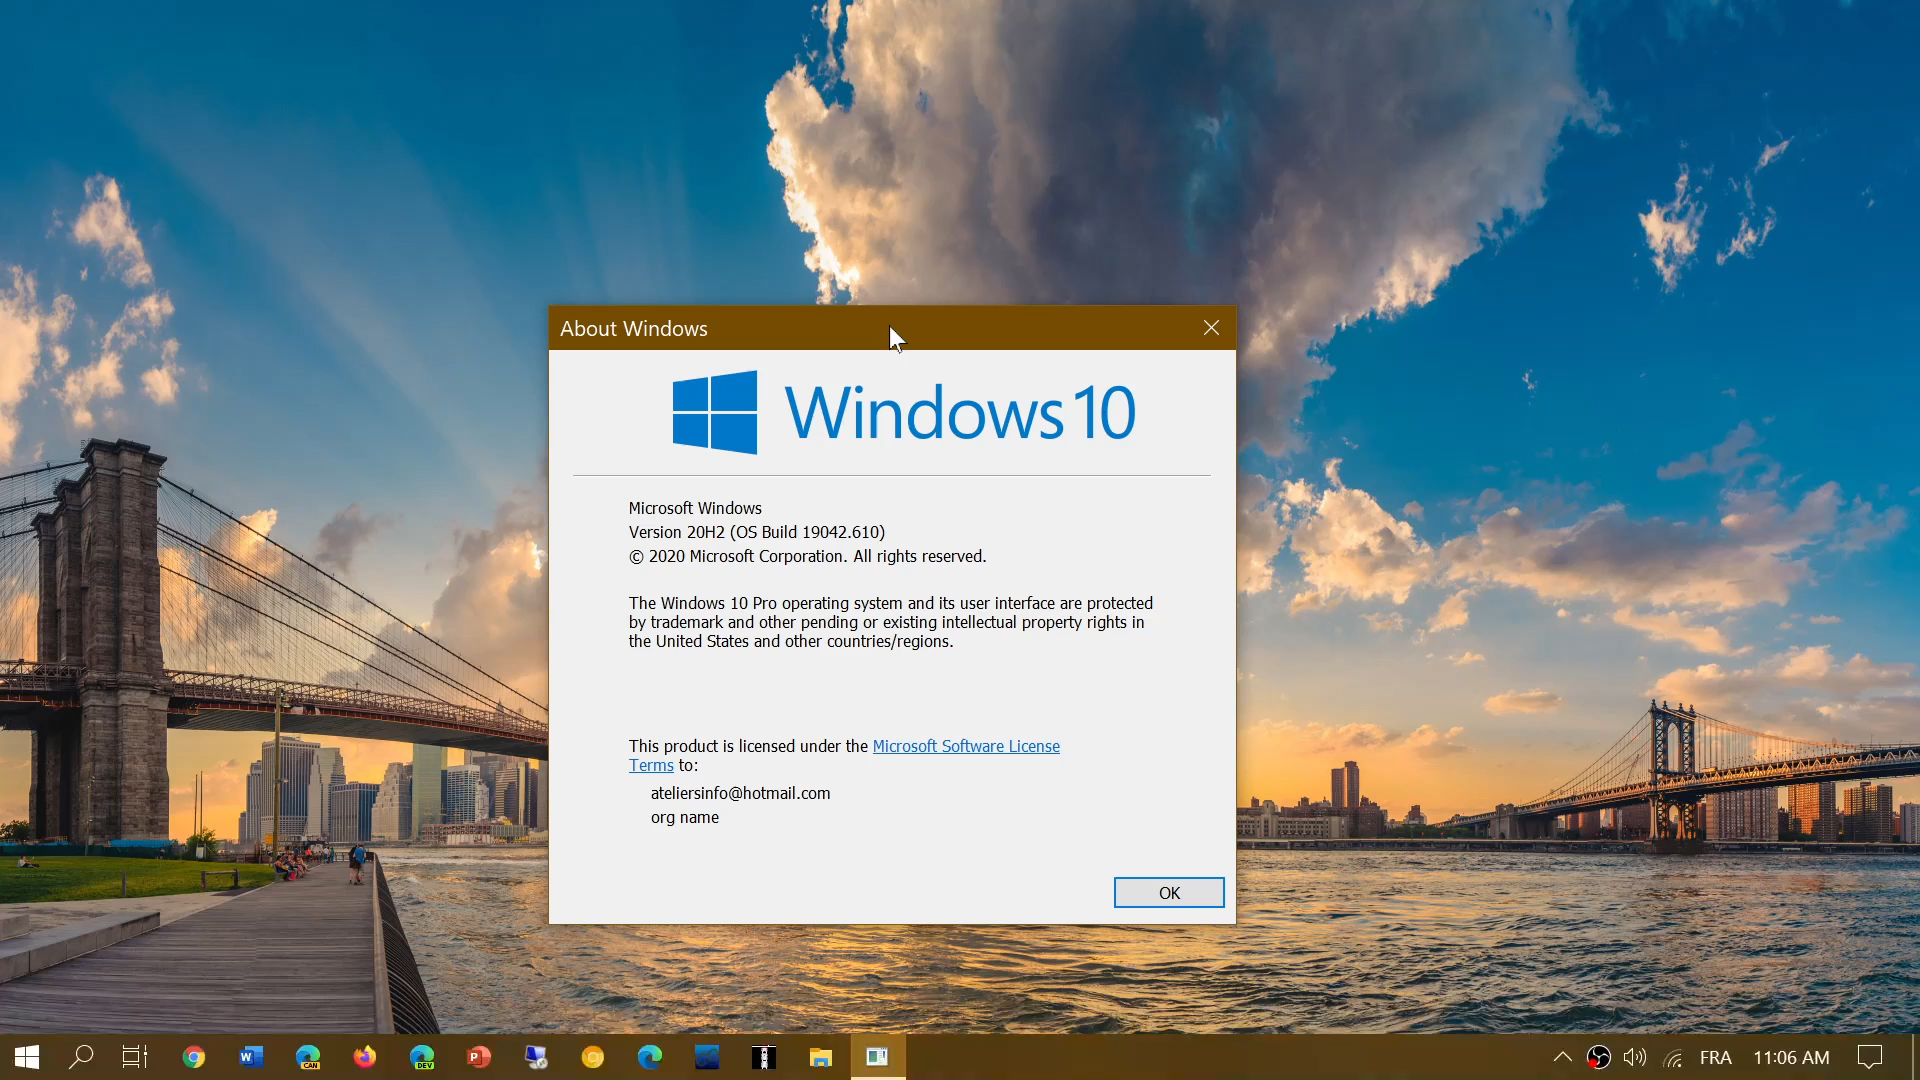 About Windows
Windows 10
Microsoft Windows
Version 20H2 (OS Build 19042.610)
© 2020 Microsoft Corporation. All rights reserved.
The Windows 10 Pro operating system and its user interface are protected
by trademark and other pending or existing intellectual property rights in
the United States and other countries/regions.
This product is licensed under the Microsoft Software License
Terms to:
ateliersinfo@hotmail.com
org name
OK
W
CAN
DEV
P
FRA
11:06 AM